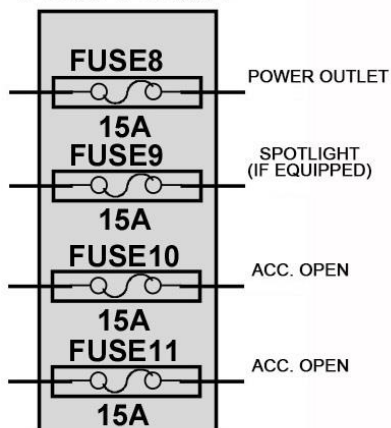 FUSE8
POWER OUTLET
15A
FUSE9
SPOTLIGHT
(IF EQUIPPED)
15A
FUSE10
ACC. OPEN
15A
FUSE11
ACC. OPEN
15A